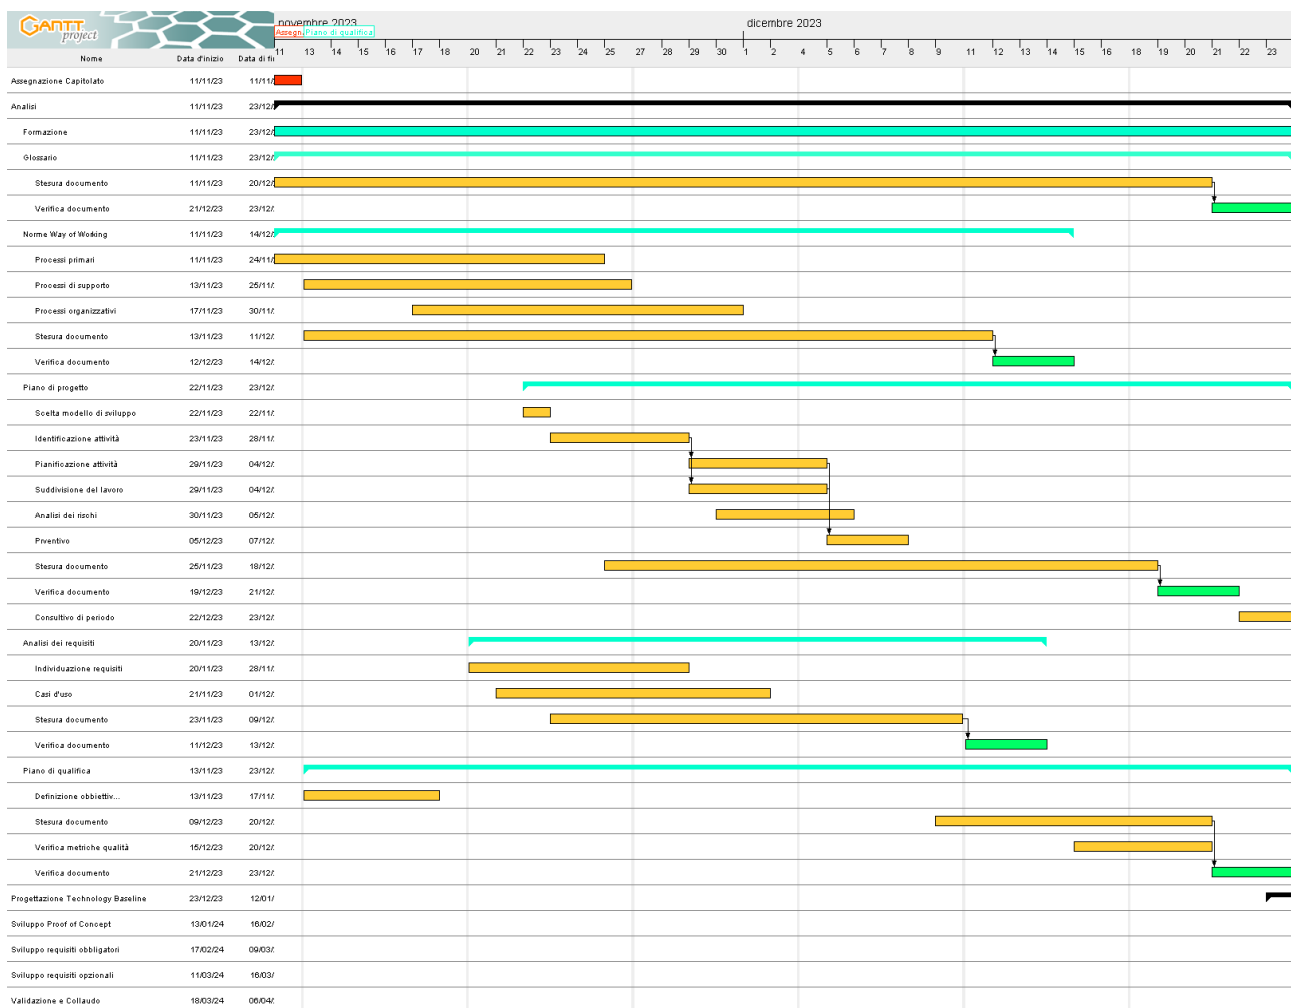 GANTT project
novembre 2023 dicembre 2023
Assegn. Piano di qualifica
11 13 14 15 16 17 18 20 21 22 23 24 25 27 28 29 30 1 2 4 5 6 7 8 9 11 12 13 14 15 16 18 19 20 21 22 23
Nome Data d'inizio Data di fi
Assegnazione Capitolato 11/11/23 11/11/
Analisi 11/11/23 23/12/
Formazione 11/11/23 23/12/
Glossario 11/11/23 23/12/
Stesura documento 11/11/23 20/12/
Verifica documento 21/12/23 23/12/
Norme Way of Working 11/11/23 14/12/
Processi primari 11/11/23 24/11/
Processi di supporto 13/11/23 25/11/
Processi organizzativi 17/11/23 30/11/
Stesura documento 13/11/23 11/12/
Verifica documento 12/12/23 14/12/
Piano di progetto 22/11/23 23/12/
Scelta modello di sviluppo 22/11/23 22/11/
Identificazione attività 23/11/23 28/11/
Pianificazione attività 29/11/23 04/12/
Suddivisione del lavoro 29/11/23 04/12/
Analisi dei rischi 30/11/23 05/12/
Prventivo 05/12/23 07/12/
Stesura documento 25/11/23 18/12/
Verifica documento 19/12/23 21/12/
Consultivo di periodo 22/12/23 23/12/
Analisi dei requisiti 20/11/23 13/12/
Individuazione requisiti 20/11/23 28/11/
Casi d'uso 21/11/23 01/12/
Stesura documento 23/11/23 09/12/
Verifica documento 11/12/23 13/12/
Piano di qualifica 13/11/23 23/12/
Definizione obbiettiv... 13/11/23 17/11/
Stesura documento 09/12/23 20/12/
Verifica metriche qualità 15/12/23 20/12/
Verifica documento 21/12/23 23/12/
Progettazione Technology Baseline 23/12/23 12/01/
Sviluppo Proof of Concept 13/01/24 16/02/
Sviluppo requisiti obbligatori 17/02/24 09/03/
Sviluppo requisiti opzionali 11/03/24 16/03/
Validazione e Collaudo 18/03/24 06/04/